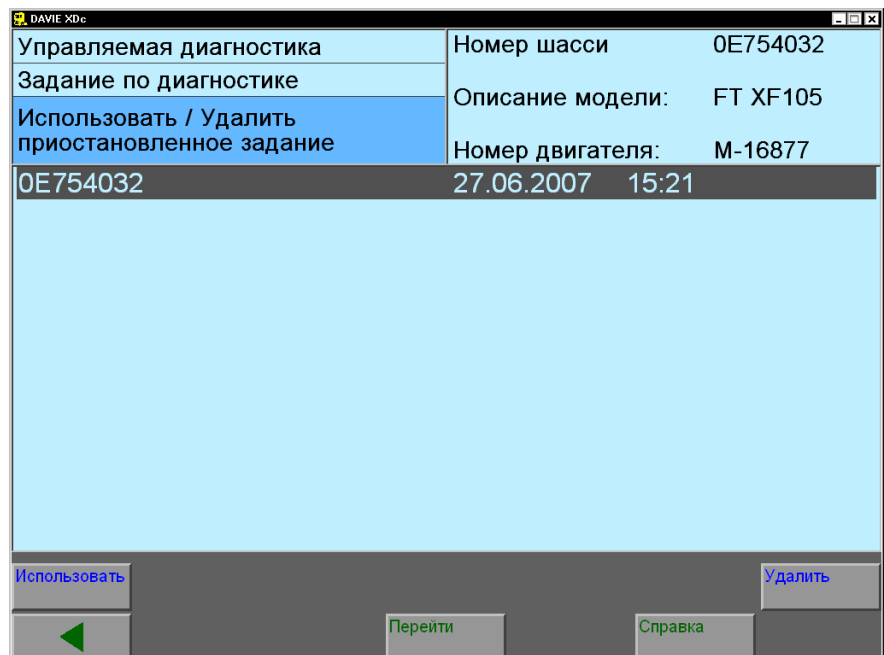 DAVIE XDc
Управляемая диагностика
Задание по диагностике
Использовать / Удалить
приостановленное задание
Номер шасси 0E754032
Описание модели: FT XF105
Номер двигателя: M-16877
0E754032 27.06.2007 15:21
Использовать
Удалить
Перейти
Справка